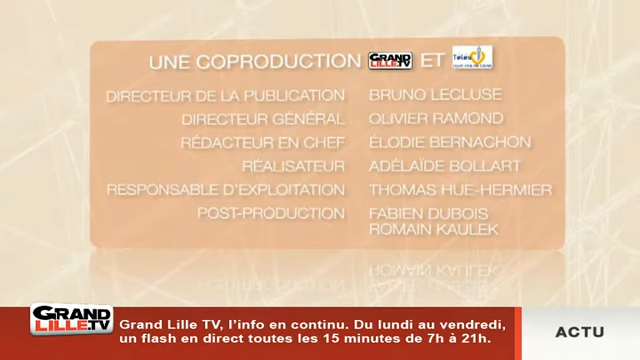 UNE COPRODUCTION GRAND LILLE TV ET
DIRECTEUR DE LA PUBLICATION BRUNO LECLUSE
DIRECTEUR GÉNÉRAL OLIVIER RAMOND
RÉDACTEUR EN CHEF ÉLODIE BERNACHON
RÉALISATEUR ADÉLAÏDE BOLLART
RESPONSABLE D'EXPLOITATION THOMAS HUE-HERMIER
POST-PRODUCTION FABIEN DUBOIS
ROMAIN KAULEK
GRAND
LILLE TV
Grand Lille TV, l'info en continu. Du lundi au vendredi,
un flash en direct toutes les 15 minutes de 7h à 21h.
ACTU